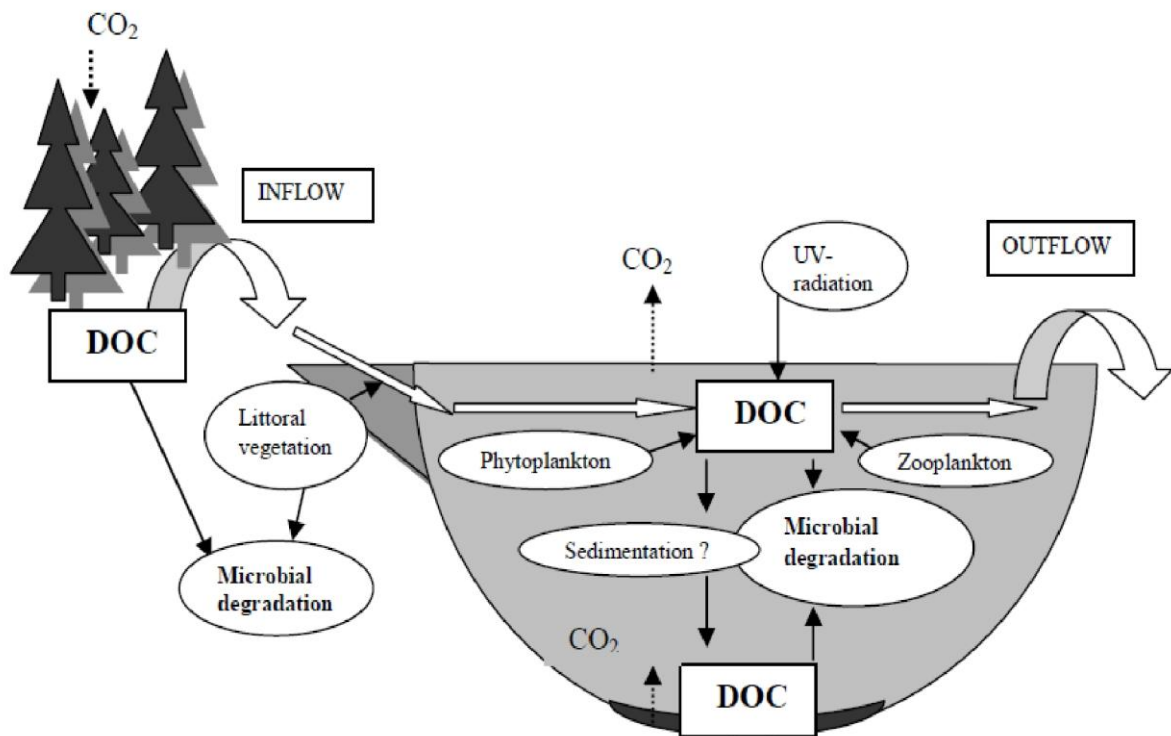 CO₂
INFLOW
OUTFLOW
CO₂
UV-
radiation
DOC
DOC
Littoral
vegetation
Phytoplankton
Zooplankton
Sedimentation ?
Microbial
degradation
Microbial
degradation
CO₂
DOC